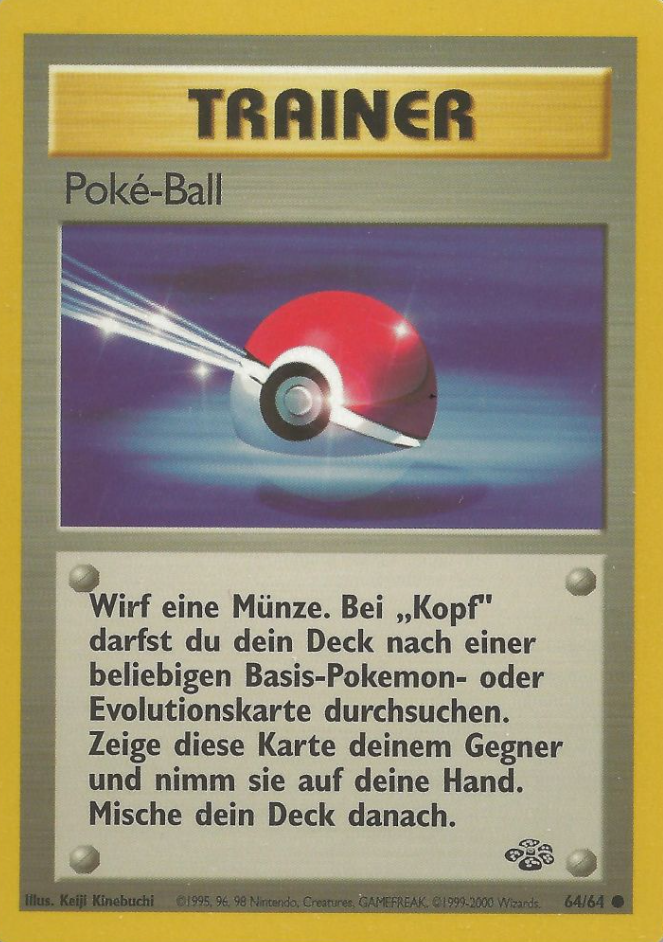 TRAINER
Poké-Ball
Wirf eine Münze. Bei „Kopf"
darfst du dein Deck nach einer
beliebigen Basis-Pokemon- oder
Evolutionskarte durchsuchen.
Zeige diese Karte deinem Gegner
und nimm sie auf deine Hand.
Mische dein Deck danach.
Illus. Keiji Kinebuchi ©1995, 96, 98 Nintendo, Creatures, GAMEFREAK. ©1999-2000 Wizards. 64/64 ●